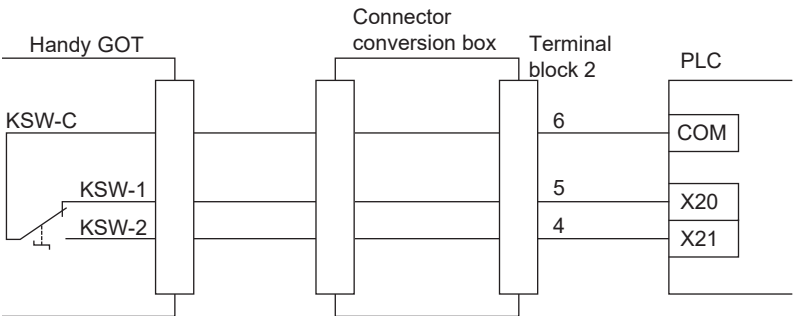 Handy GOT
Connector
conversion box
Terminal
block 2
PLC
KSW-C
6
COM
KSW-1
5
X20
KSW-2
4
X21